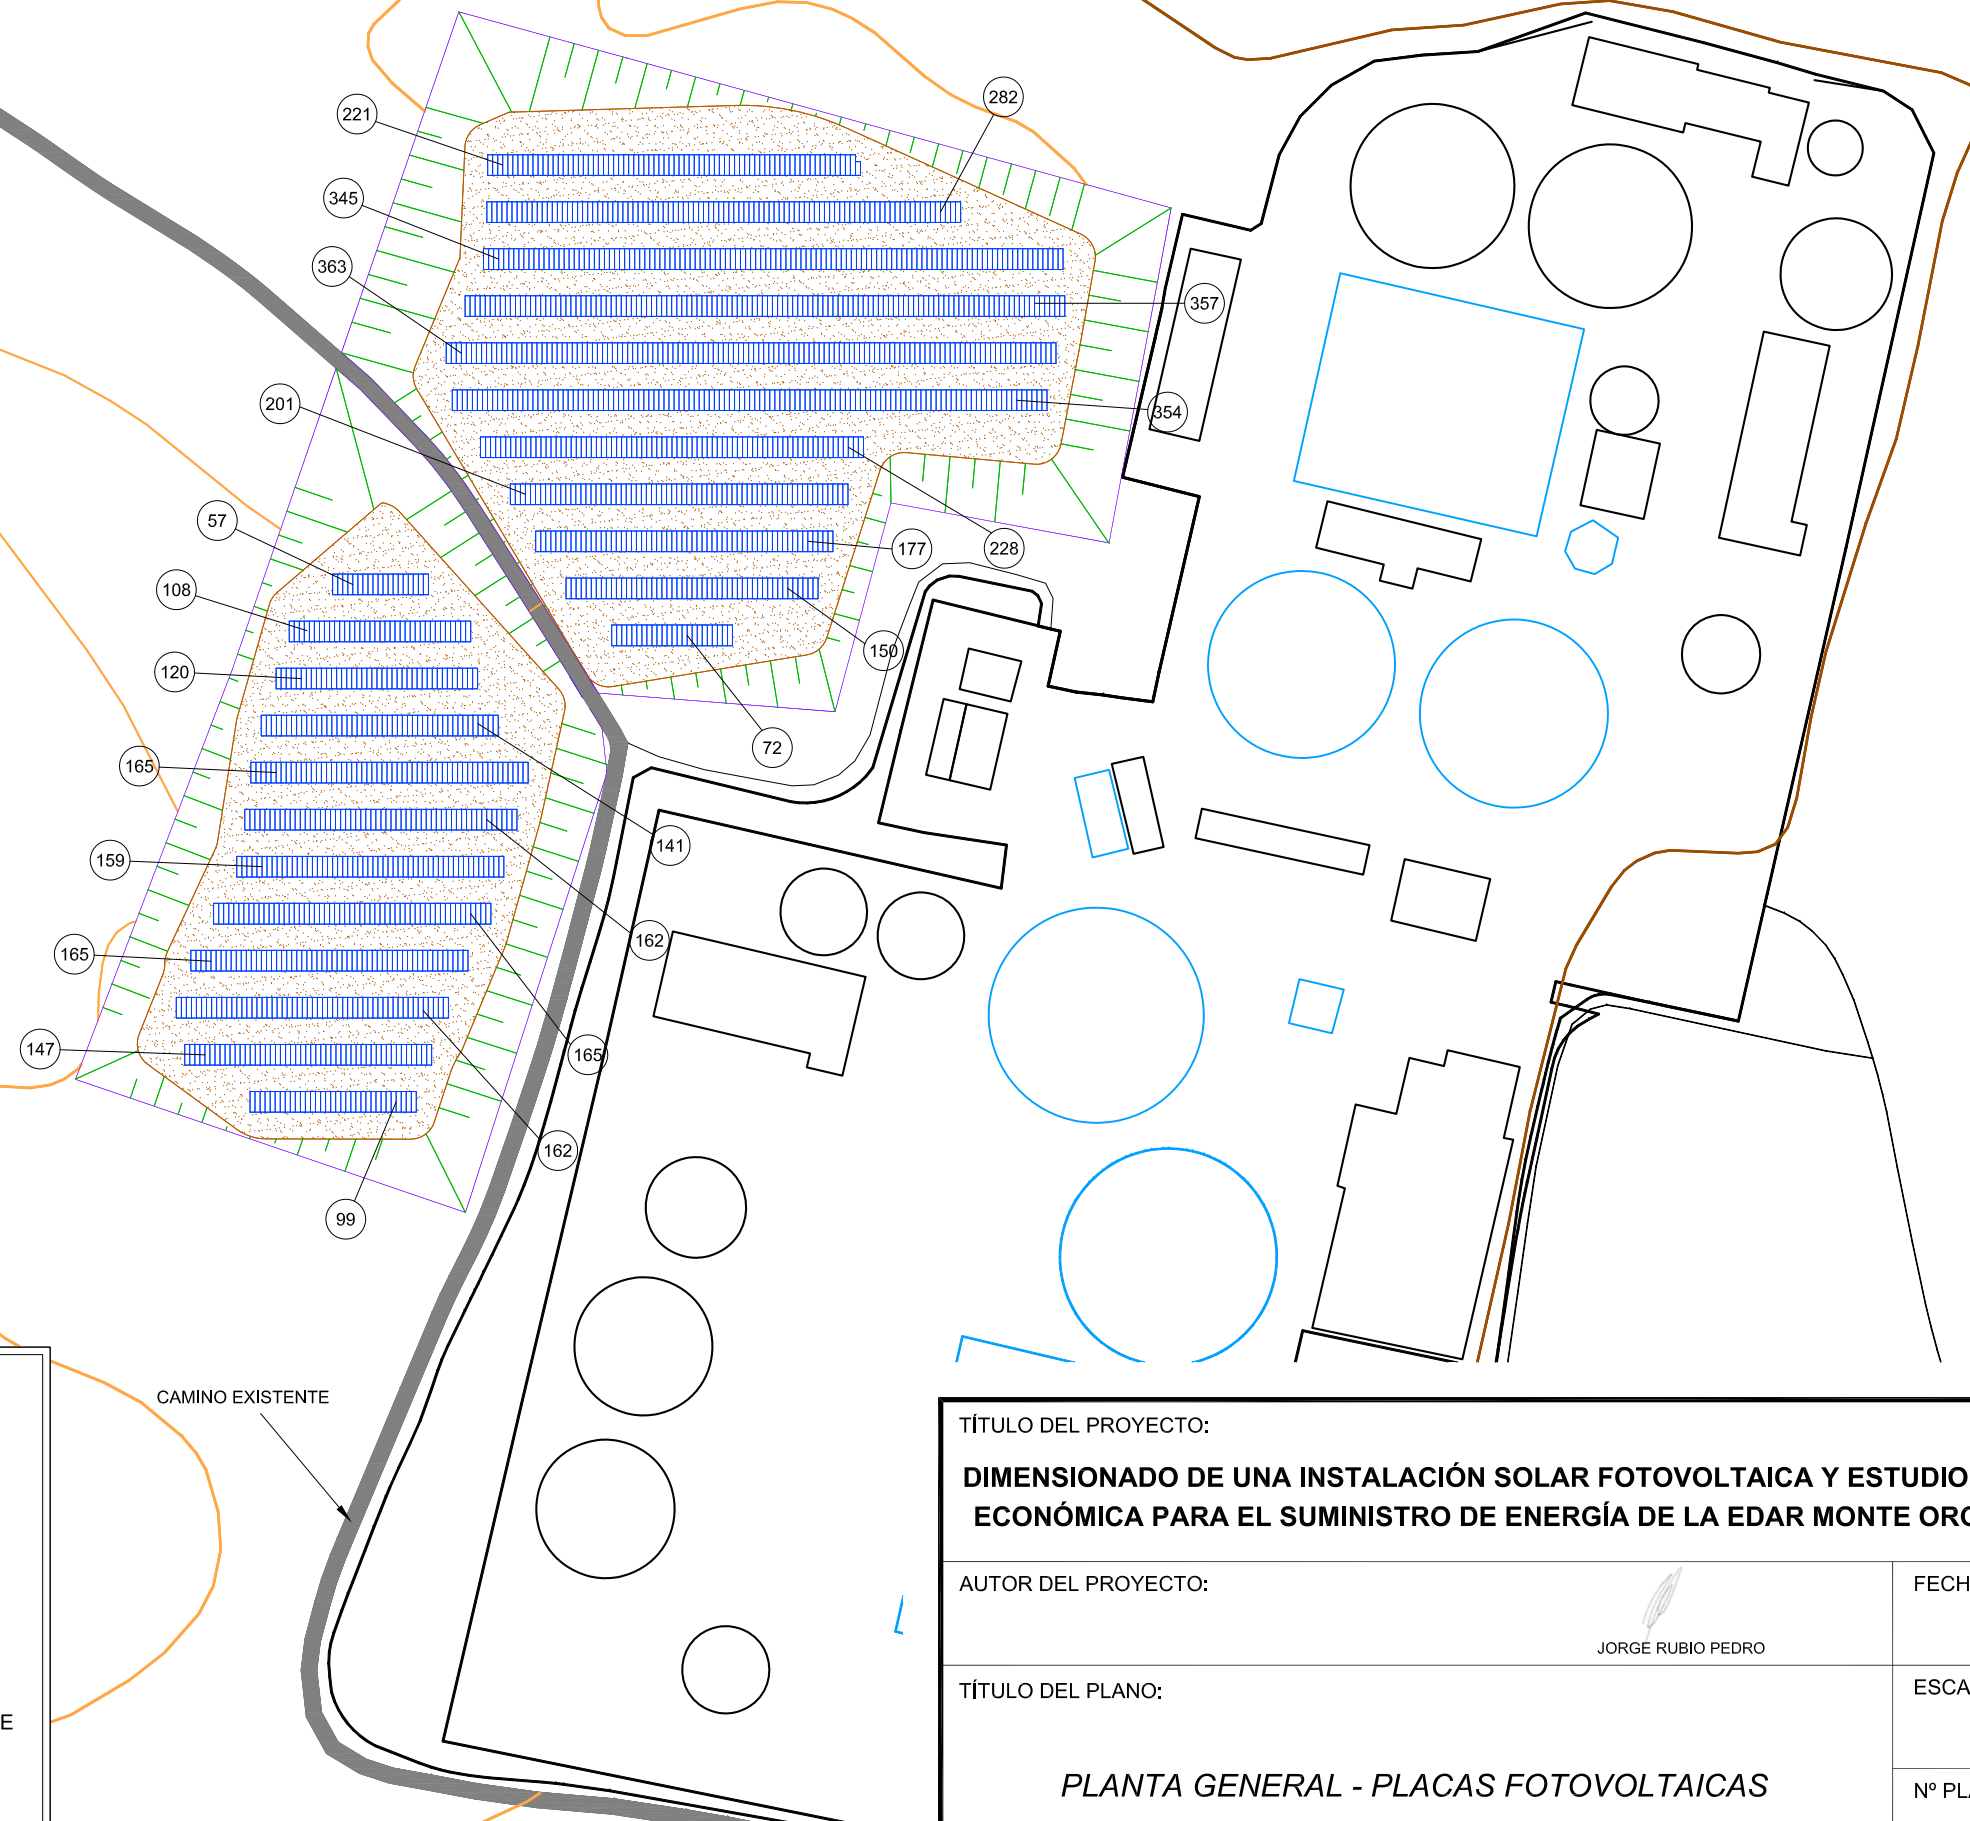 282
221
345
363
357
201
354
57
177
228
108
150
120
72
165
141
159
162
165
147
165
162
99
CAMINO EXISTENTE
TÍTULO DEL PROYECTO:
DIMENSIONADO DE UNA INSTALACIÓN SOLAR FOTOVOLTAICA Y ESTUDIO
ECONÓMICA PARA EL SUMINISTRO DE ENERGÍA DE LA EDAR MONTE ORO
AUTOR DEL PROYECTO:
FECH
JORGE RUBIO PEDRO
TÍTULO DEL PLANO:
ESCA
E
PLANTA GENERAL - PLACAS FOTOVOLTAICAS
Nº PLA